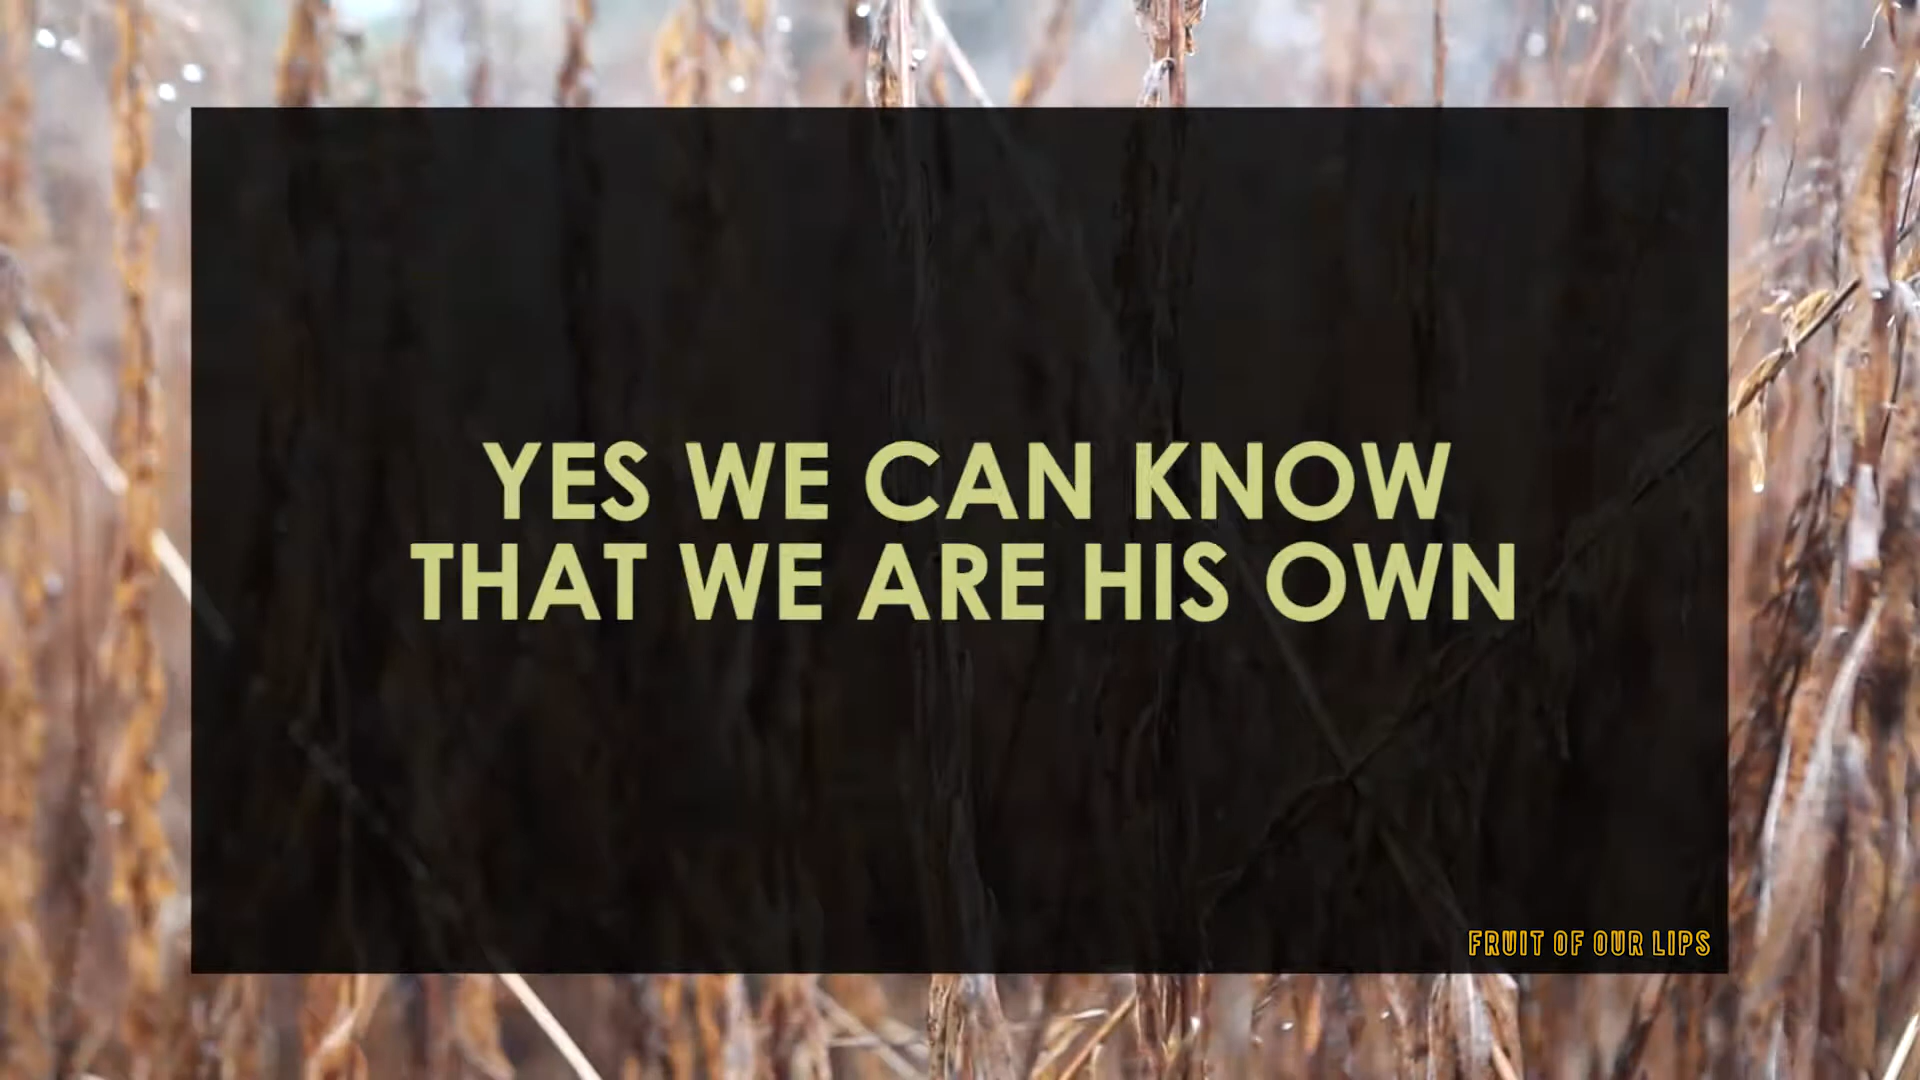 YES WE CAN KNOW
THAT WE ARE HIS OWN
FRUIT OF OUR LIPS